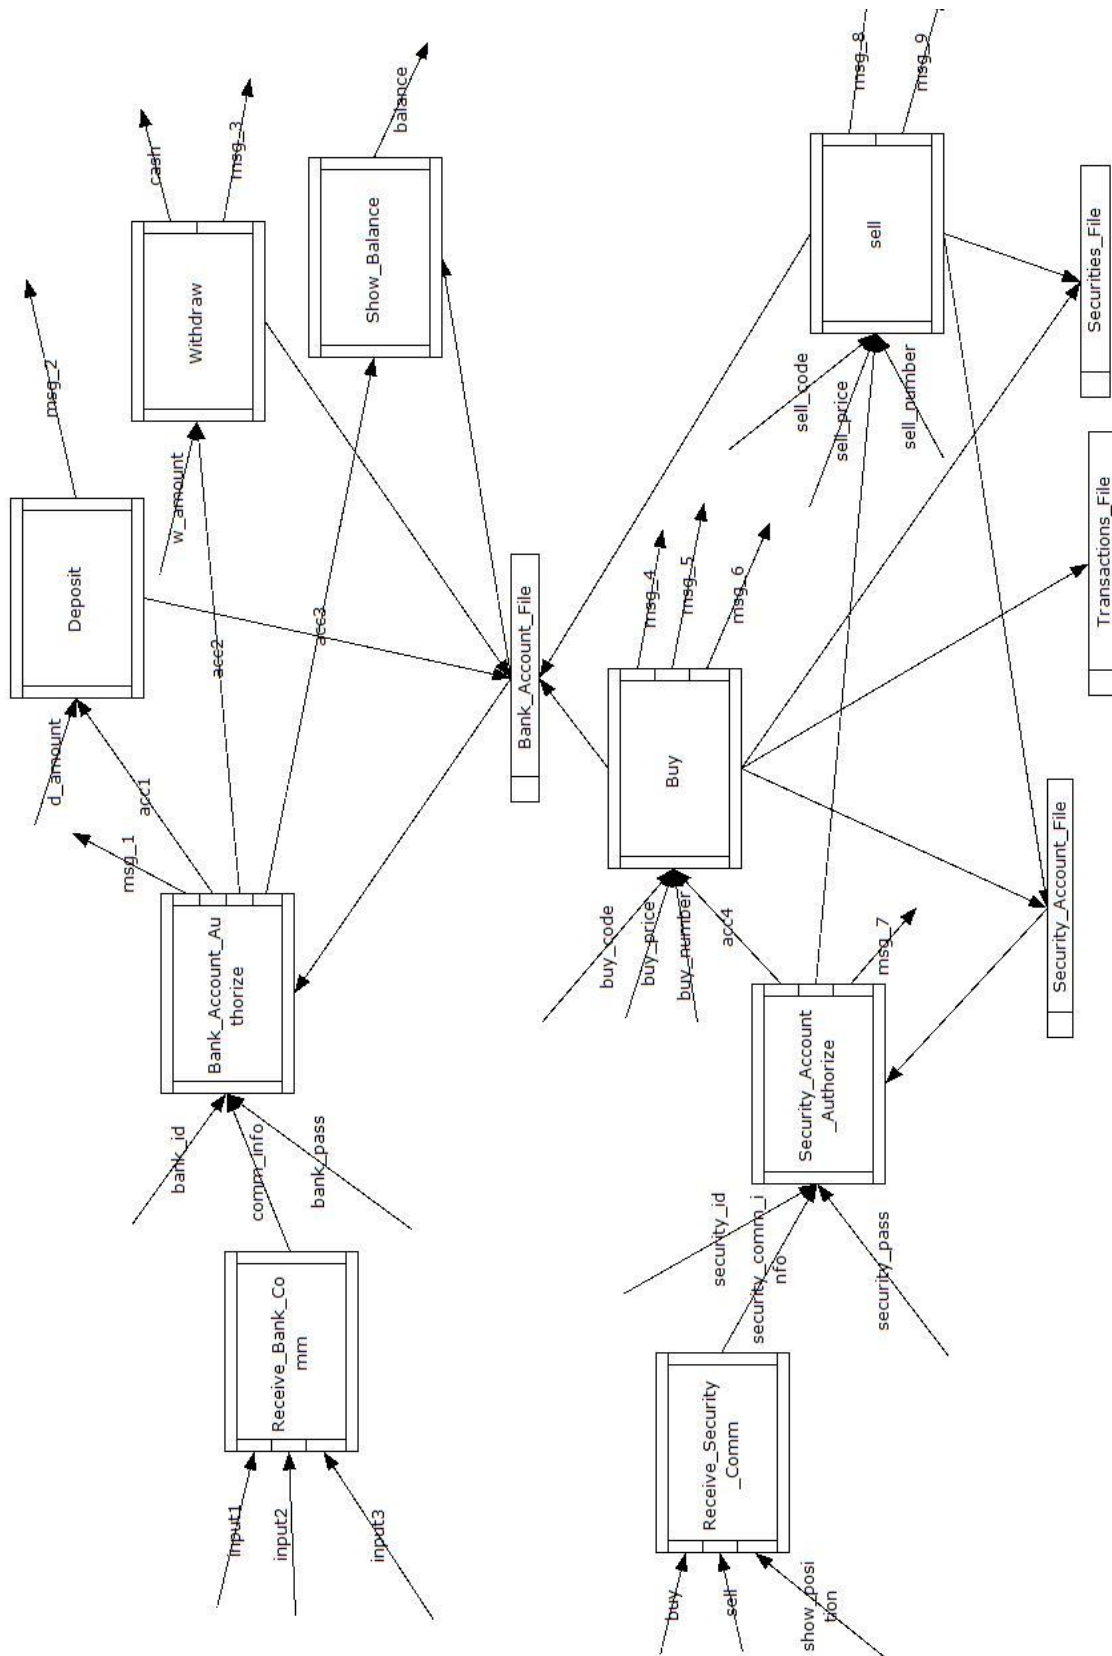 input1
input2
input3
Receive_Bank_Co
mm
bank_id
comm_info
bank_pass
Bank_Account_Au
thorize
msg_1
acc1
acc2
acc3
d_amount
Deposit
msg_2
w_amount
Withdraw
cash
msg_3
Show_Balance
balance
Bank_Account_File
buy
sell
show_posi
tion
Receive_Security
_Comm
security_id
security_comm_i
nfo
security_pass
Security_Account
_Authorize
acc4
msg_7
buy_code
buy_price
buy_number
Buy
msg_4
msg_5
msg_6
sell_code
sell_price
sell_number
sell
msg_8
msg_9
Security_Account_File
Transactions_File
Securities_File